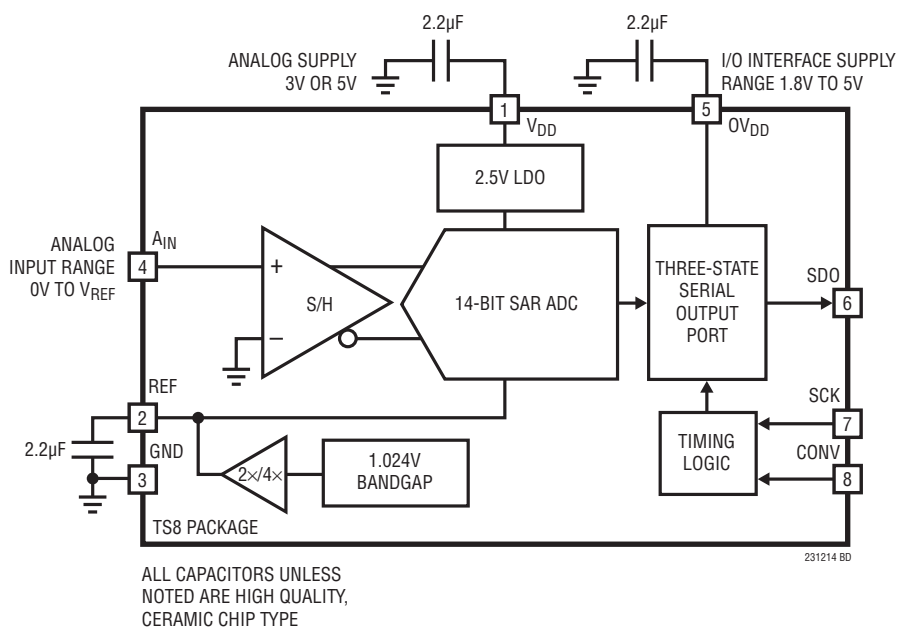 2.2µF
2.2µF
ANALOG SUPPLY
3V OR 5V
I/O INTERFACE SUPPLY
RANGE 1.8V TO 5V
1
VDD
5
OVDD
2.5V LDO
ANALOG
INPUT RANGE
0V TO VREF
AIN
4
+
S/H
–
14-BIT SAR ADC
THREE-STATE
SERIAL
OUTPUT
PORT
SDO
6
REF
2
2.2µF
GND
3
2×/4×
1.024V
BANDGAP
TIMING
LOGIC
SCK
7
CONV
8
TS8 PACKAGE
231214 BD
ALL CAPACITORS UNLESS
NOTED ARE HIGH QUALITY,
CERAMIC CHIP TYPE